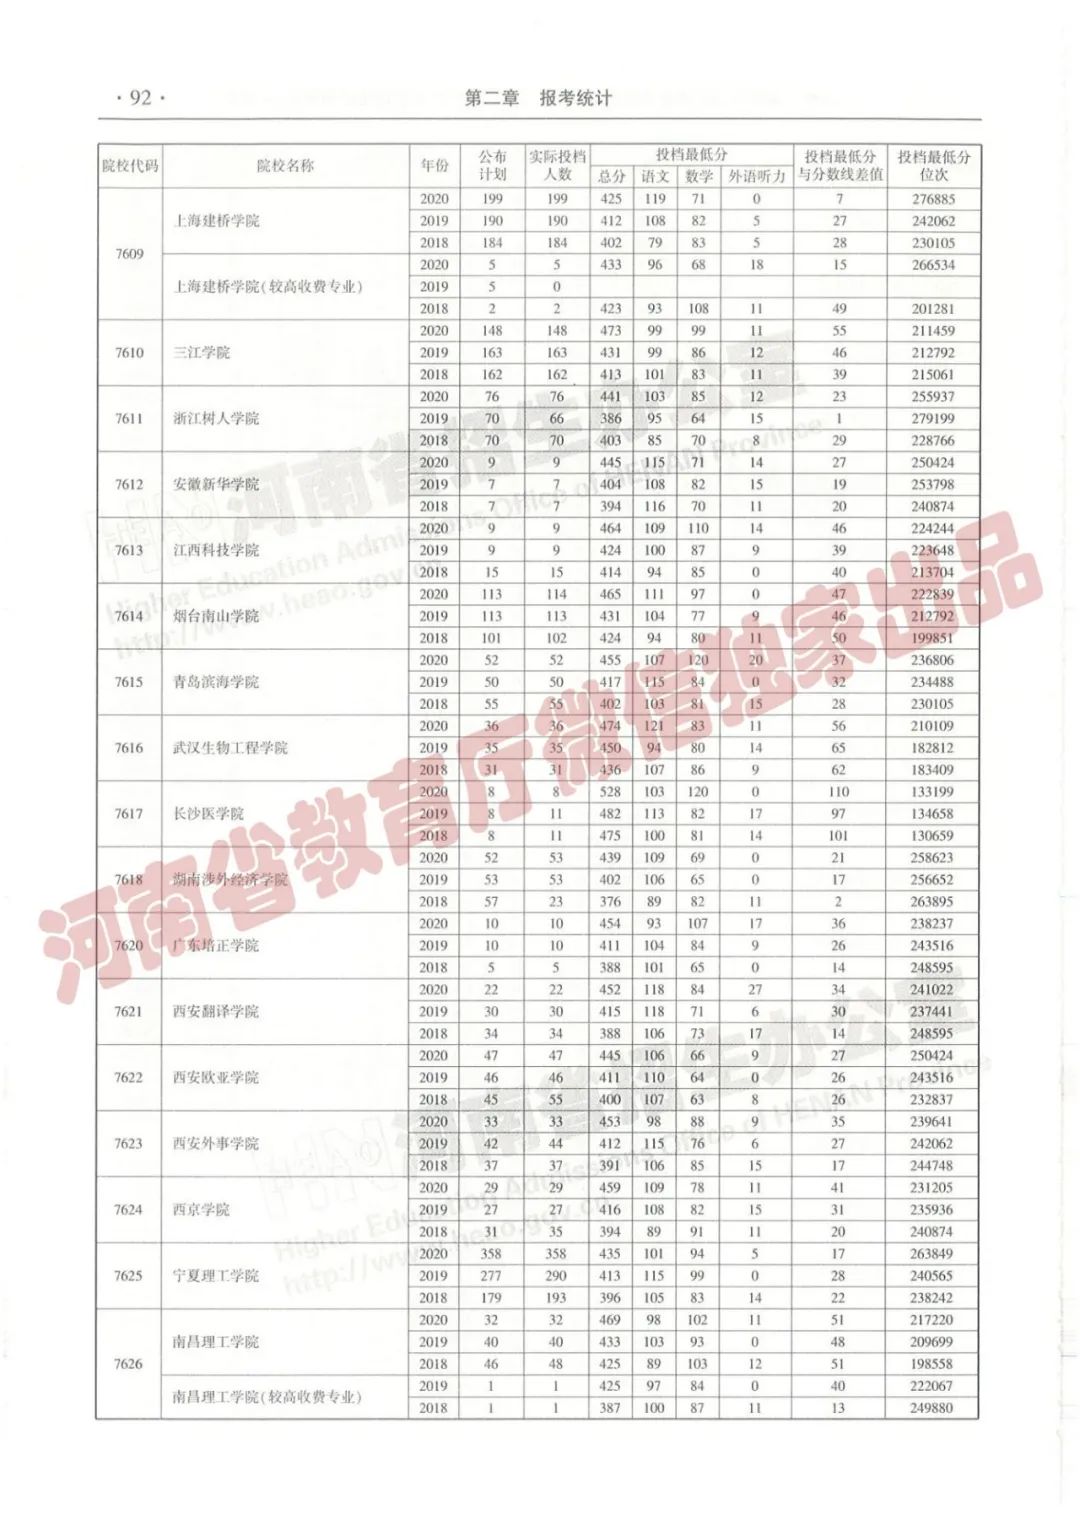 · 92 · 第二章 报考统计
院校代码 院校名称 年份 公布计划 实际投档人数 投档最低分 投档最低分与分数线差值 投档最低分位次
总分 语文 数学 外语听力
7609 上海建桥学院 2020 199 199 425 119 71 0 7 276885
2019 190 190 412 108 82 5 27 242062
2018 184 184 402 79 83 5 28 230105
上海建桥学院(较高收费专业) 2020 5 5 433 96 68 18 15 266534
2019 5 0
2018 2 2 423 93 108 11 49 201281
7610 三江学院 2020 148 148 473 99 99 11 55 211459
2019 163 163 431 99 86 12 46 212792
2018 162 162 413 101 83 11 39 215061
7611 浙江树人学院 2020 76 76 441 103 85 12 23 255937
2019 70 66 386 95 64 15 1 279199
2018 70 70 403 85 70 8 29 228766
7612 安徽新华学院 2020 9 9 445 115 71 14 27 250424
2019 7 7 404 108 82 15 19 253798
2018 7 7 394 116 70 11 20 240874
7613 江西科技学院 2020 9 9 464 109 110 14 46 224244
2019 9 9 424 100 87 9 39 223648
2018 15 15 414 94 85 0 40 213704
7614 烟台南山学院 2020 113 114 465 111 97 0 47 222839
2019 113 113 431 104 77 9 46 212792
2018 101 102 424 94 80 11 50 199851
7615 青岛滨海学院 2020 52 52 455 107 120 20 37 236806
2019 50 50 417 115 84 0 32 234488
2018 55 55 402 103 81 15 28 230105
7616 武汉生物工程学院 2020 36 36 474 121 83 11 56 210109
2019 35 35 450 94 80 14 65 182812
2018 31 31 436 107 86 9 62 183409
7617 长沙医学院 2020 8 8 528 103 120 0 110 133199
2019 8 11 482 113 82 17 97 134658
2018 8 11 475 100 81 14 101 130659
7618 湖南涉外经济学院 2020 52 53 439 109 69 0 21 258623
2019 53 53 402 106 65 0 17 256652
2018 57 23 376 89 82 11 2 263895
7620 广东培正学院 2020 10 10 454 93 107 17 36 238237
2019 10 10 411 104 84 9 26 243516
2018 5 5 388 101 65 0 14 248595
7621 西安翻译学院 2020 22 22 452 118 84 27 34 241022
2019 30 30 415 118 71 6 30 237441
2018 34 34 388 106 73 17 14 248595
7622 西安欧亚学院 2020 47 47 445 106 66 9 27 250424
2019 46 46 411 110 64 0 26 243516
2018 45 55 400 107 63 8 26 232837
7623 西安外事学院 2020 33 33 453 98 88 9 35 239641
2019 42 44 412 115 76 6 27 242062
2018 37 37 391 106 85 15 17 244748
7624 西京学院 2020 29 29 459 109 78 11 41 231205
2019 27 27 416 108 82 15 31 235936
2018 31 35 394 89 91 11 20 240874
7625 宁夏理工学院 2020 358 358 435 101 94 5 17 263849
2019 277 290 413 115 99 0 28 240565
2018 179 193 396 105 83 14 22 238242
7626 南昌理工学院 2020 32 32 469 98 102 11 51 217220
2019 40 40 433 103 93 0 48 209699
2018 46 48 425 89 103 12 51 198558
南昌理工学院(较高收费专业) 2019 1 1 425 97 84 0 40 222067
2018 1 1 387 100 87 11 13 249880
河南省教育厅微信独家出品
HEAO 河南省招生办公室
Higher Education Admissions Office of HENAN Province
http://www.heao.gov.cn
HEAO 河南省招生办公室
Higher Education Admissions Office of HENAN Province
http://www.heao.gov.cn